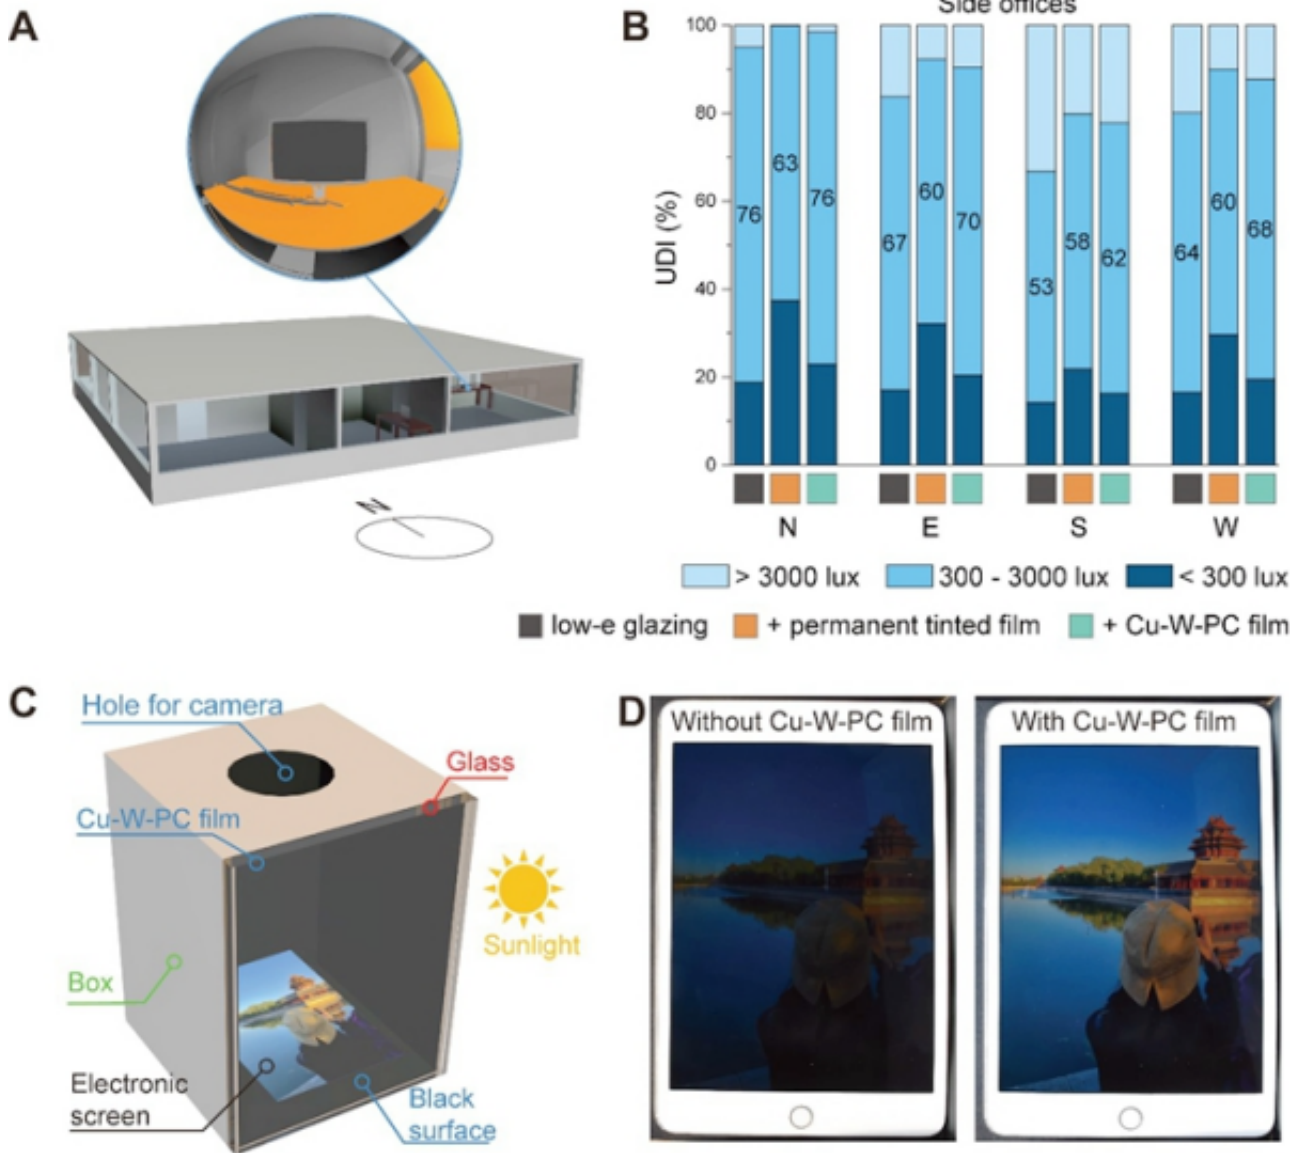 A
N
B
Side offices
100
80
60
40
20
0
UDI (%)
76
63
76
67
60
70
53
58
62
64
60
68
N
E
S
W
> 3000 lux
300 - 3000 lux
< 300 lux
low-e glazing
+ permanent tinted film
+ Cu-W-PC film
C
Hole for camera
Glass
Cu-W-PC film
Sunlight
Box
Electronic
screen
Black
surface
D
Without Cu-W-PC film
With Cu-W-PC film